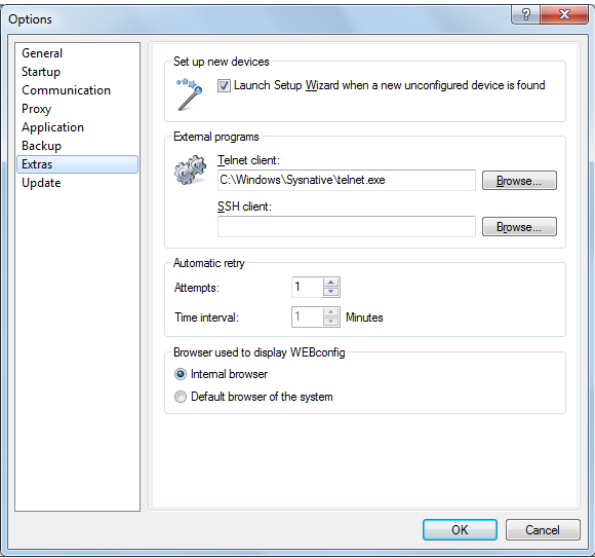 Options
?
General
Startup
Communication
Proxy
Application
Backup
Extras
Update
Set up new devices
Launch Setup Wizard when a new unconfigured device is found
External programs
Telnet client:
C:\Windows\Sysnative\telnet.exe
Browse...
SSH client:
Browse...
Automatic retry
Attempts: 1
Time interval: 1 Minutes
Browser used to display WEBconfig
Internal browser
Default browser of the system
OK Cancel